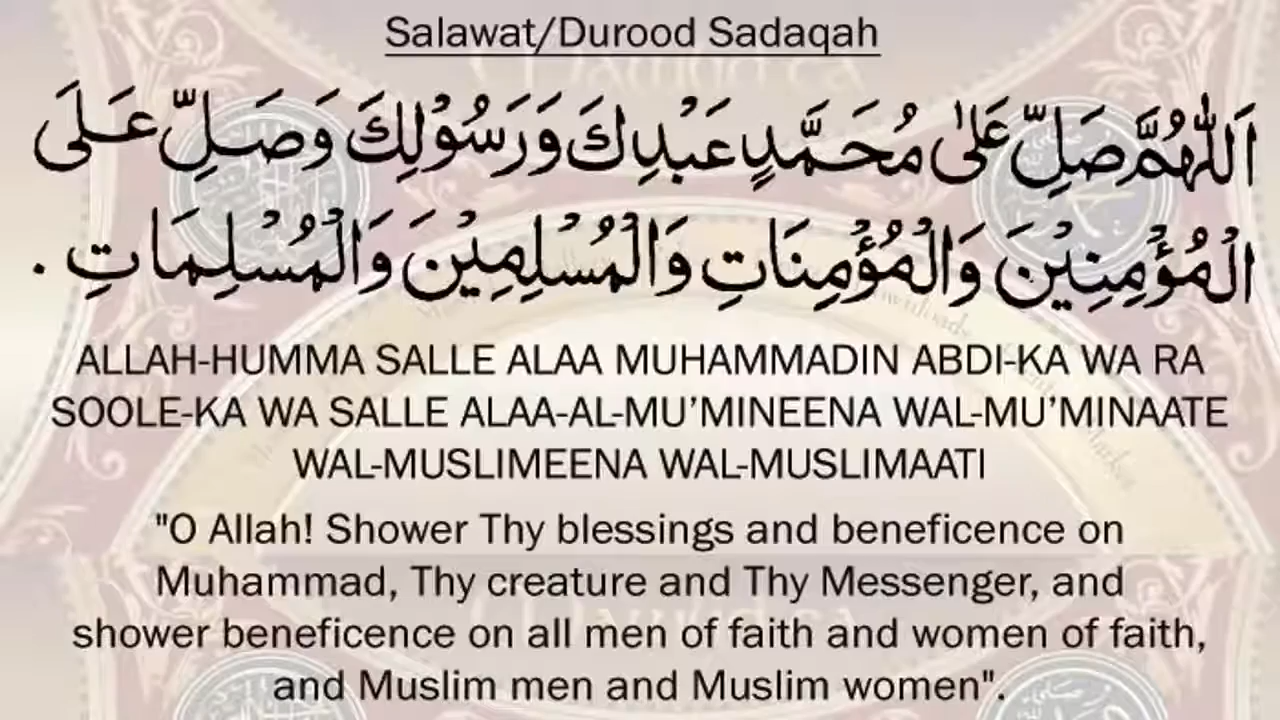 Salawat/Durood Sadaqah
اَللّٰهُمَّ صَلِّ عَلٰى مُحَمَّدٍ عَبْدِكَ وَرَسُوْلِكَ وَصَلِّ عَلَى
الْمُؤْمِنِيْنَ وَالْمُؤْمِنَاتِ وَالْمُسْلِمِيْنَ وَالْمُسْلِمَاتِ .
ALLAH-HUMMA SALLE ALAA MUHAMMADIN ABDI-KA WA RA
SOOLE-KA WA SALLE ALAA-AL-MU’MINEENA WAL-MU’MINAATE
WAL-MUSLIMEENA WAL-MUSLIMAATI
"O Allah! Shower Thy blessings and beneficence on
Muhammad, Thy creature and Thy Messenger, and
shower beneficence on all men of faith and women of faith,
and Muslim men and Muslim women".